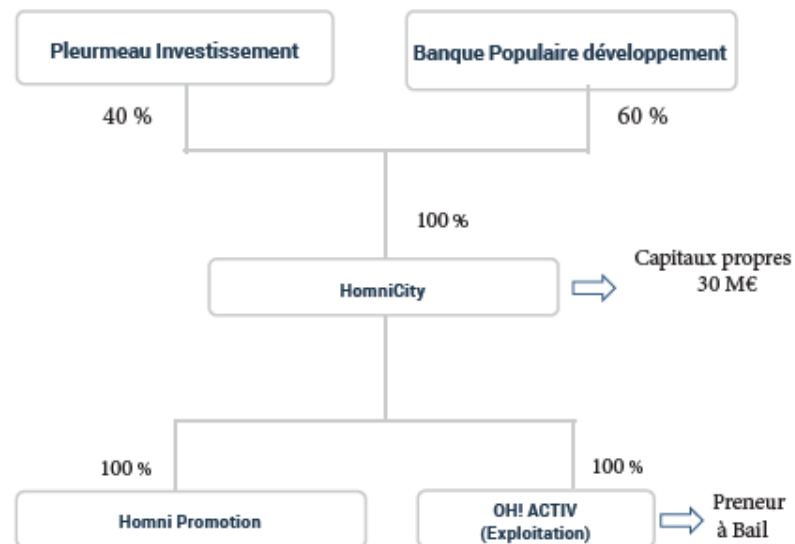 Pleurmeau Investissement
Banque Populaire développement
40 %
60 %
100 %
HomniCity
Capitaux propres
30 M€
100 %
100 %
Homni Promotion
OH! ACTIV
(Exploitation)
Preneur
à Bail